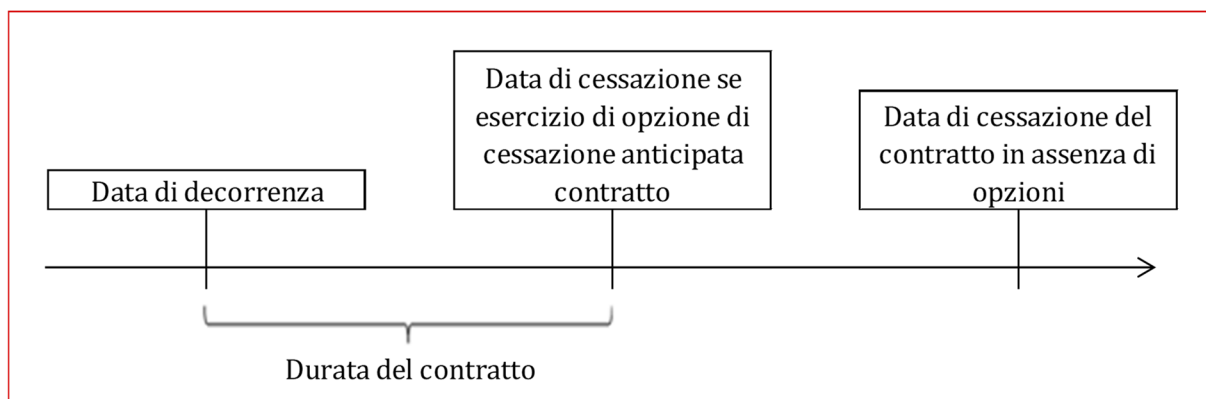 Data di decorrenza
Data di cessazione se
esercizio di opzione di
cessazione anticipata
contratto
Data di cessazione del
contratto in assenza di
opzioni
Durata del contratto